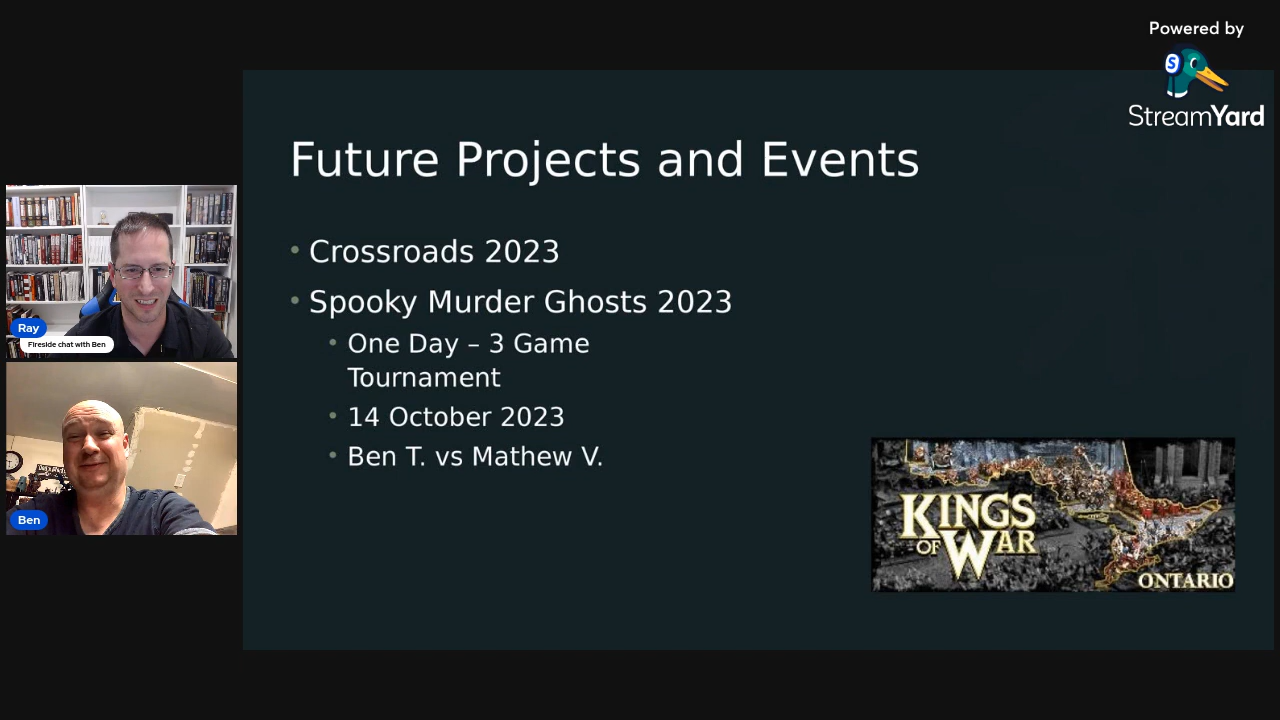 Powered by
StreamYard
Future Projects and Events
Crossroads 2023
Spooky Murder Ghosts 2023
One Day – 3 Game
Tournament
14 October 2023
Ben T. vs Mathew V.
Ray
Fireside chat with Ben
Ben
KINGS
OF WAR
ONTARIO